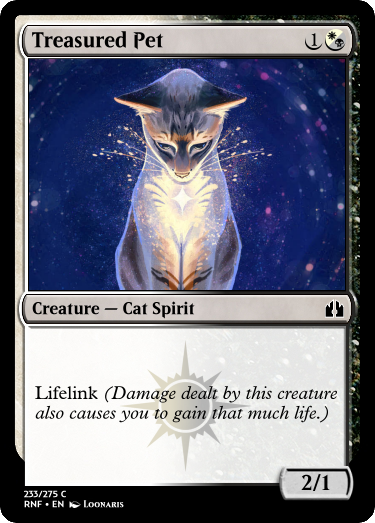 Treasured Pet 1
Creature — Cat Spirit
Lifelink (Damage dealt by this creature
also causes you to gain that much life.)
2/1
233/275 C
RNF • EN Loonaris